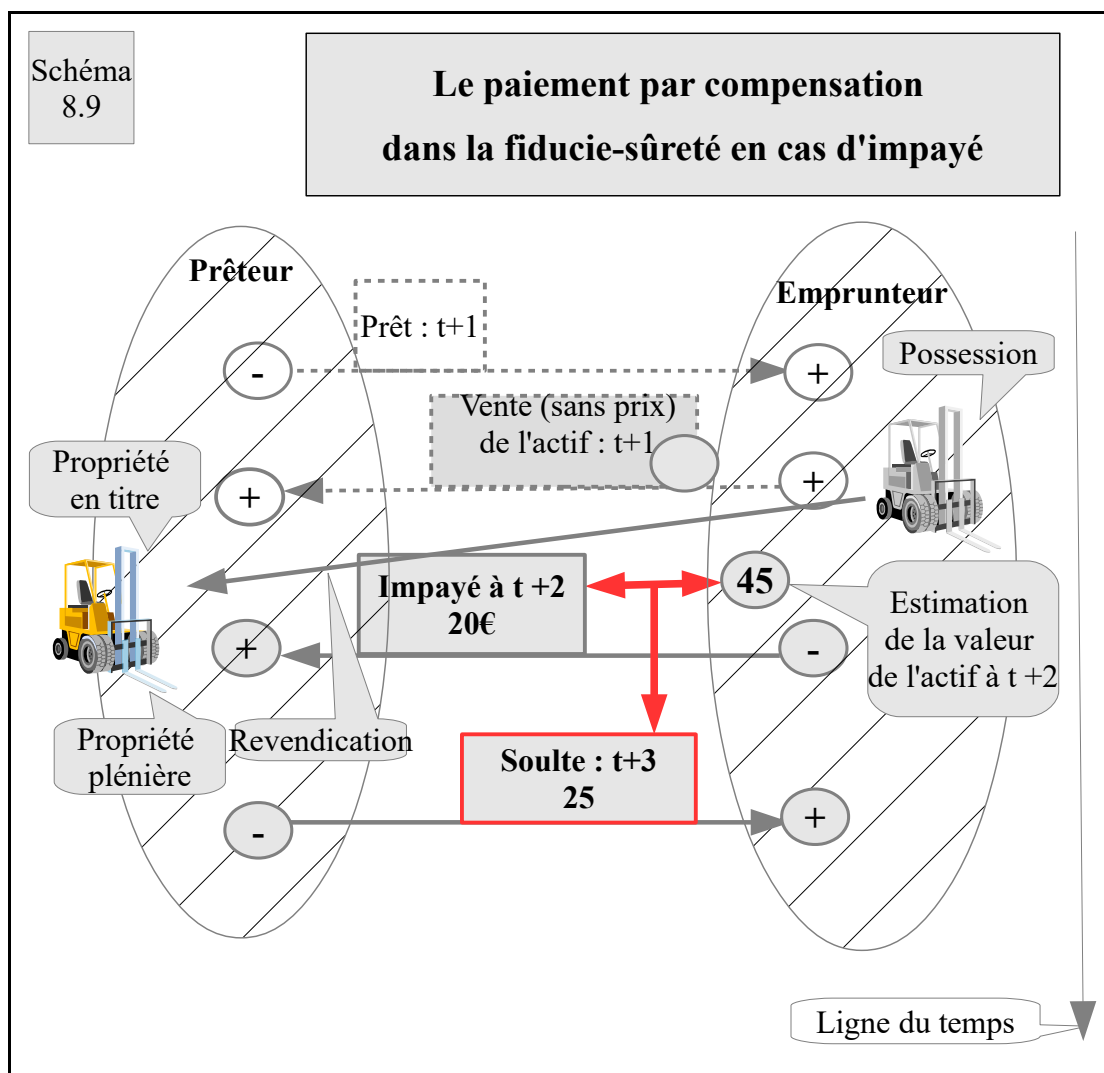 Schéma
8.9
Le paiement par compensation
dans la fiducie-sûreté en cas d'impayé
Prêteur
Emprunteur
Prêt : t+1
Possession
-
+
Vente (sans prix)
de l'actif : t+1
Propriété
en titre
+
+
Impayé à t +2
20€
45
Estimation
de la valeur
de l'actif à t +2
+
-
Propriété
plénière
Revendication
Soulte : t+3
25
-
+
Ligne du temps